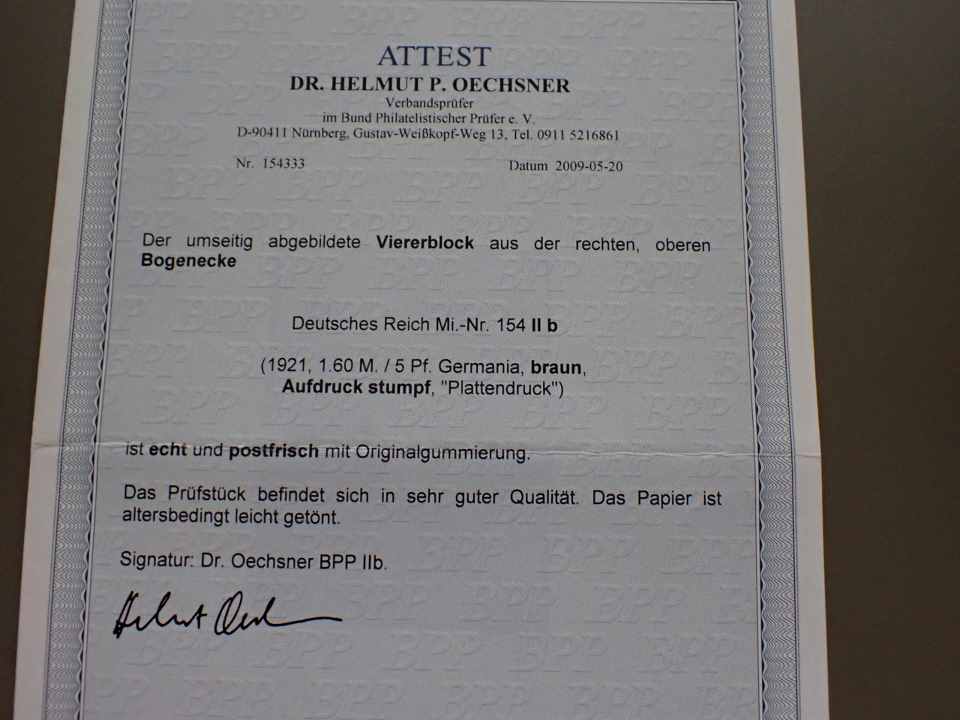 ATTEST
DR. HELMUT P. OECHSNER
Verbandsprüfer
im Bund Philatelistischer Prüfer e. V.
D-90411 Nürnberg, Gustav-Weißkopf-Weg 13, Tel. 0911 5216861
Nr. 154333 Datum 2009-05-20
Der umseitig abgebildete Viererblock aus der rechten, oberen
Bogenecke
Deutsches Reich Mi.-Nr. 154 II b
(1921, 1.60 M. / 5 Pf. Germania, braun,
Aufdruck stumpf, "Plattendruck")
ist echt und postfrisch mit Originalgummierung.
Das Prüfstück befindet sich in sehr guter Qualität. Das Papier ist
altersbedingt leicht getönt.
Signatur: Dr. Oechsner BPP IIb.